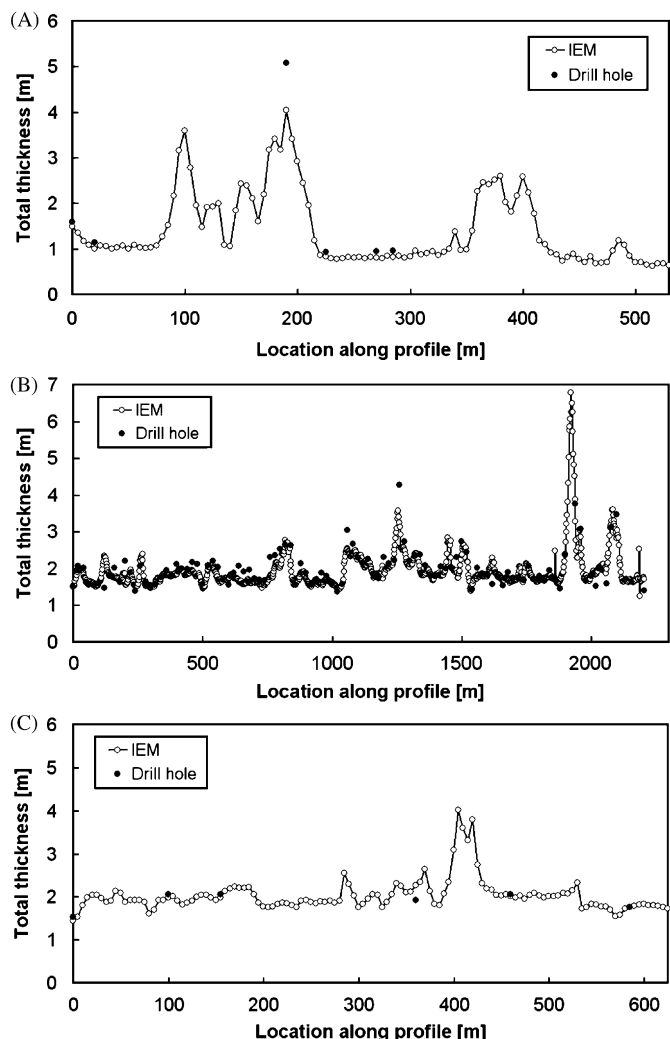 (A)
6
5
4
3
2
1
0
Total thickness [m]
IEM
Drill hole
0 100 200 300 400 500
Location along profile [m]
(B)
7
6
5
4
3
2
1
0
Total thickness [m]
IEM
Drill hole
0 500 1000 1500 2000
Location along profile [m]
(C)
6
5
4
3
2
1
0
Total thickness [m]
IEM
Drill hole
0 100 200 300 400 500 600
Location along profile [m]